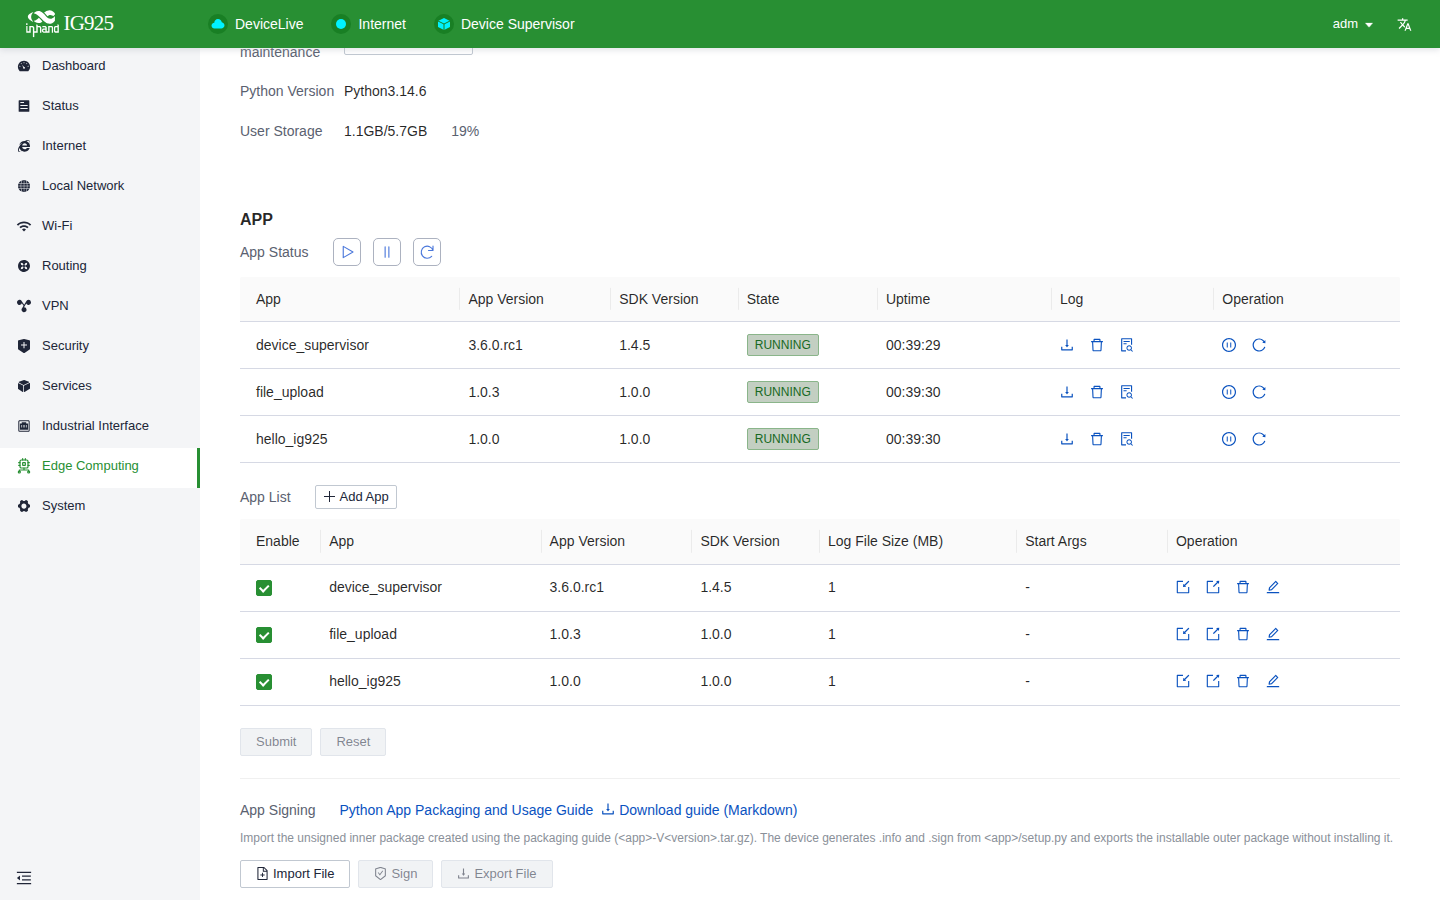 inhand IG925 DeviceLive Internet Device Supervisor adm
maintenance
Dashboard
Status
Internet
Local Network
Wi-Fi
Routing
VPN
Security
Services
Industrial Interface
Edge Computing
System
Python Version Python3.14.6
User Storage 1.1GB/5.7GB 19%
APP
App Status
App App Version SDK Version State Uptime Log Operation
device_supervisor 3.6.0.rc1 1.4.5 RUNNING 00:39:29
file_upload 1.0.3 1.0.0 RUNNING 00:39:30
hello_ig925 1.0.0 1.0.0 RUNNING 00:39:30
App List Add App
Enable App App Version SDK Version Log File Size (MB) Start Args Operation
device_supervisor 3.6.0.rc1 1.4.5 1 -
file_upload 1.0.3 1.0.0 1 -
hello_ig925 1.0.0 1.0.0 1 -
Submit Reset
App Signing Python App Packaging and Usage Guide Download guide (Markdown)
Import the unsigned inner package created using the packaging guide (<app>-V<version>.tar.gz). The device generates .info and .sign from <app>/setup.py and exports the installable outer package without installing it.
Import File Sign Export File